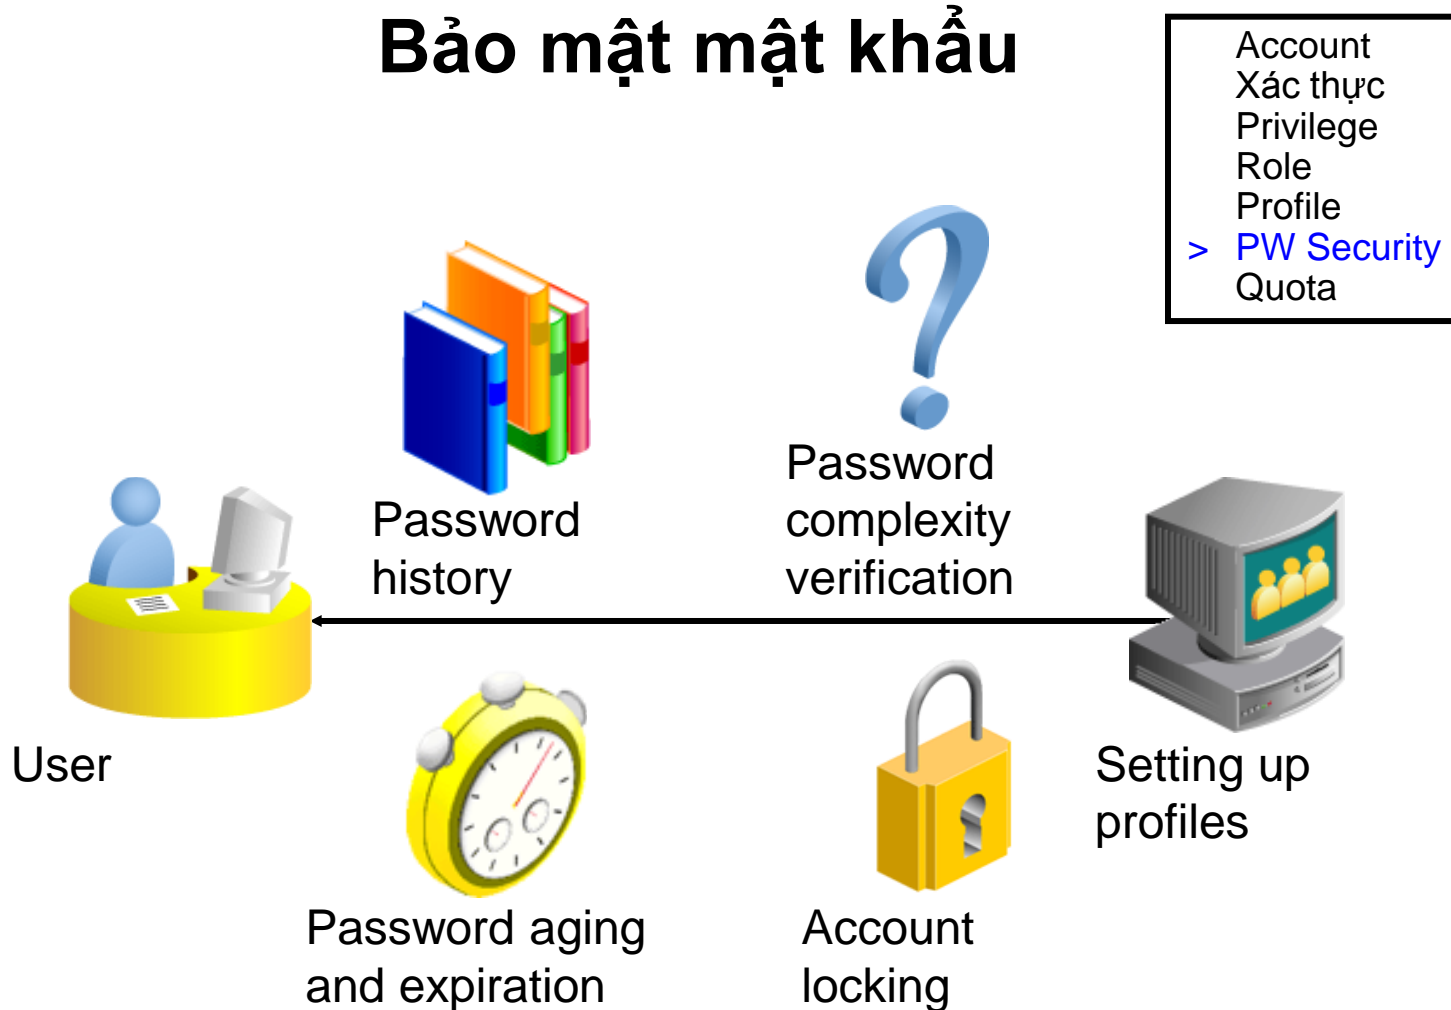 Bảo mật mật khẩu
Account
Xác thực
Privilege
Role
Profile
> PW Security
Quota
Password
history
Password
complexity
verification
User
Setting up
profiles
Password aging
and expiration
Account
locking